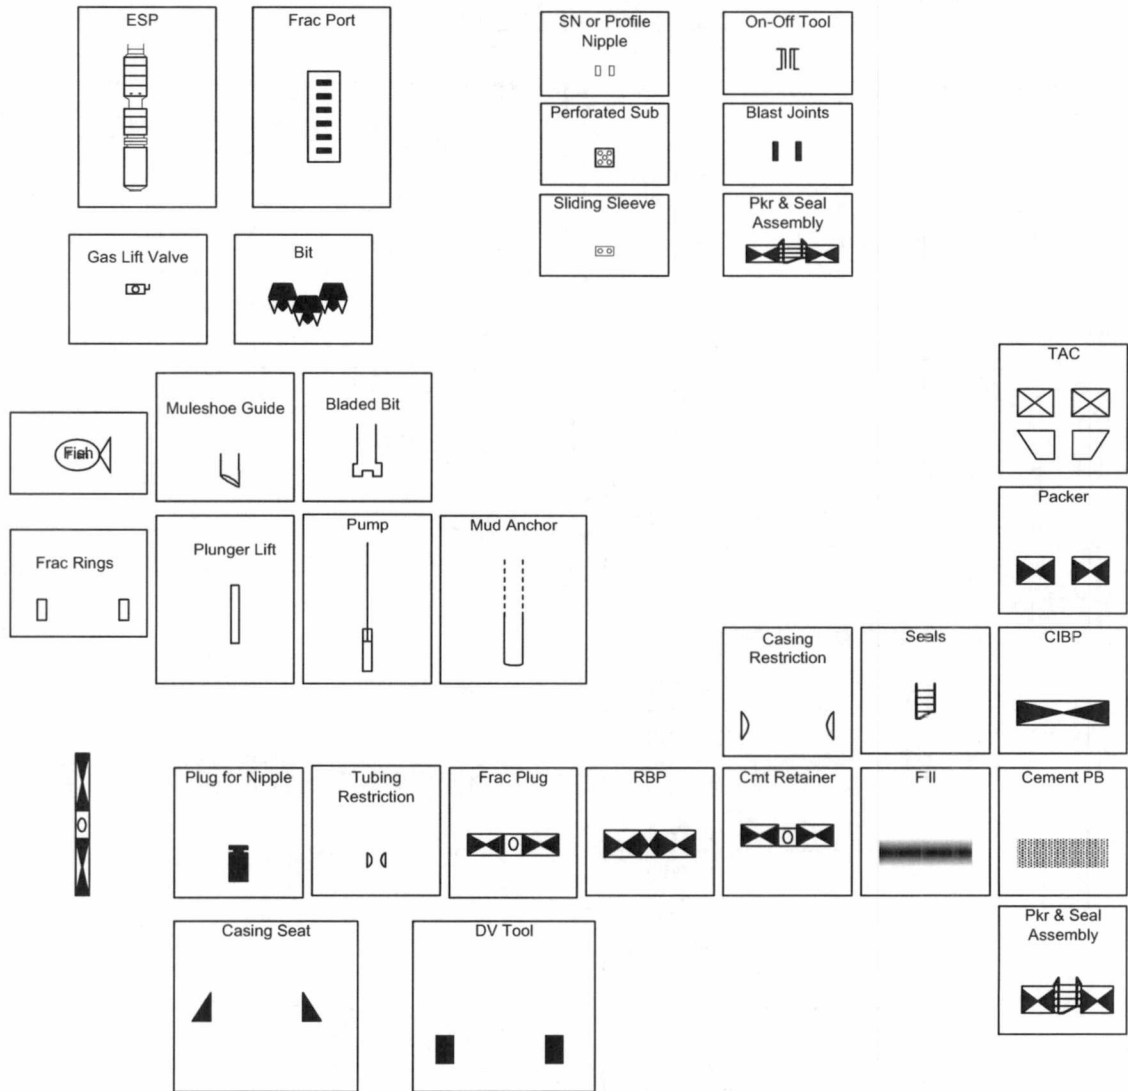 ESP
Frac Port
SN or Profile
Nipple
On-Off Tool
Perforated Sub
Blast Joints
Sliding Sleeve
Pkr & Seal
Assembly
Gas Lift Valve
Bit
TAC
Muleshoe Guide
Bladed Bit
Fish
Packer
Frac Rings
Plunger Lift
Pump
Mud Anchor
Casing
Restriction
Seals
CIBP
Plug for Nipple
Tubing
Restriction
Frac Plug
RBP
Cmt Retainer
Fill
Cement PB
Casing Seat
DV Tool
Pkr & Seal
Assembly